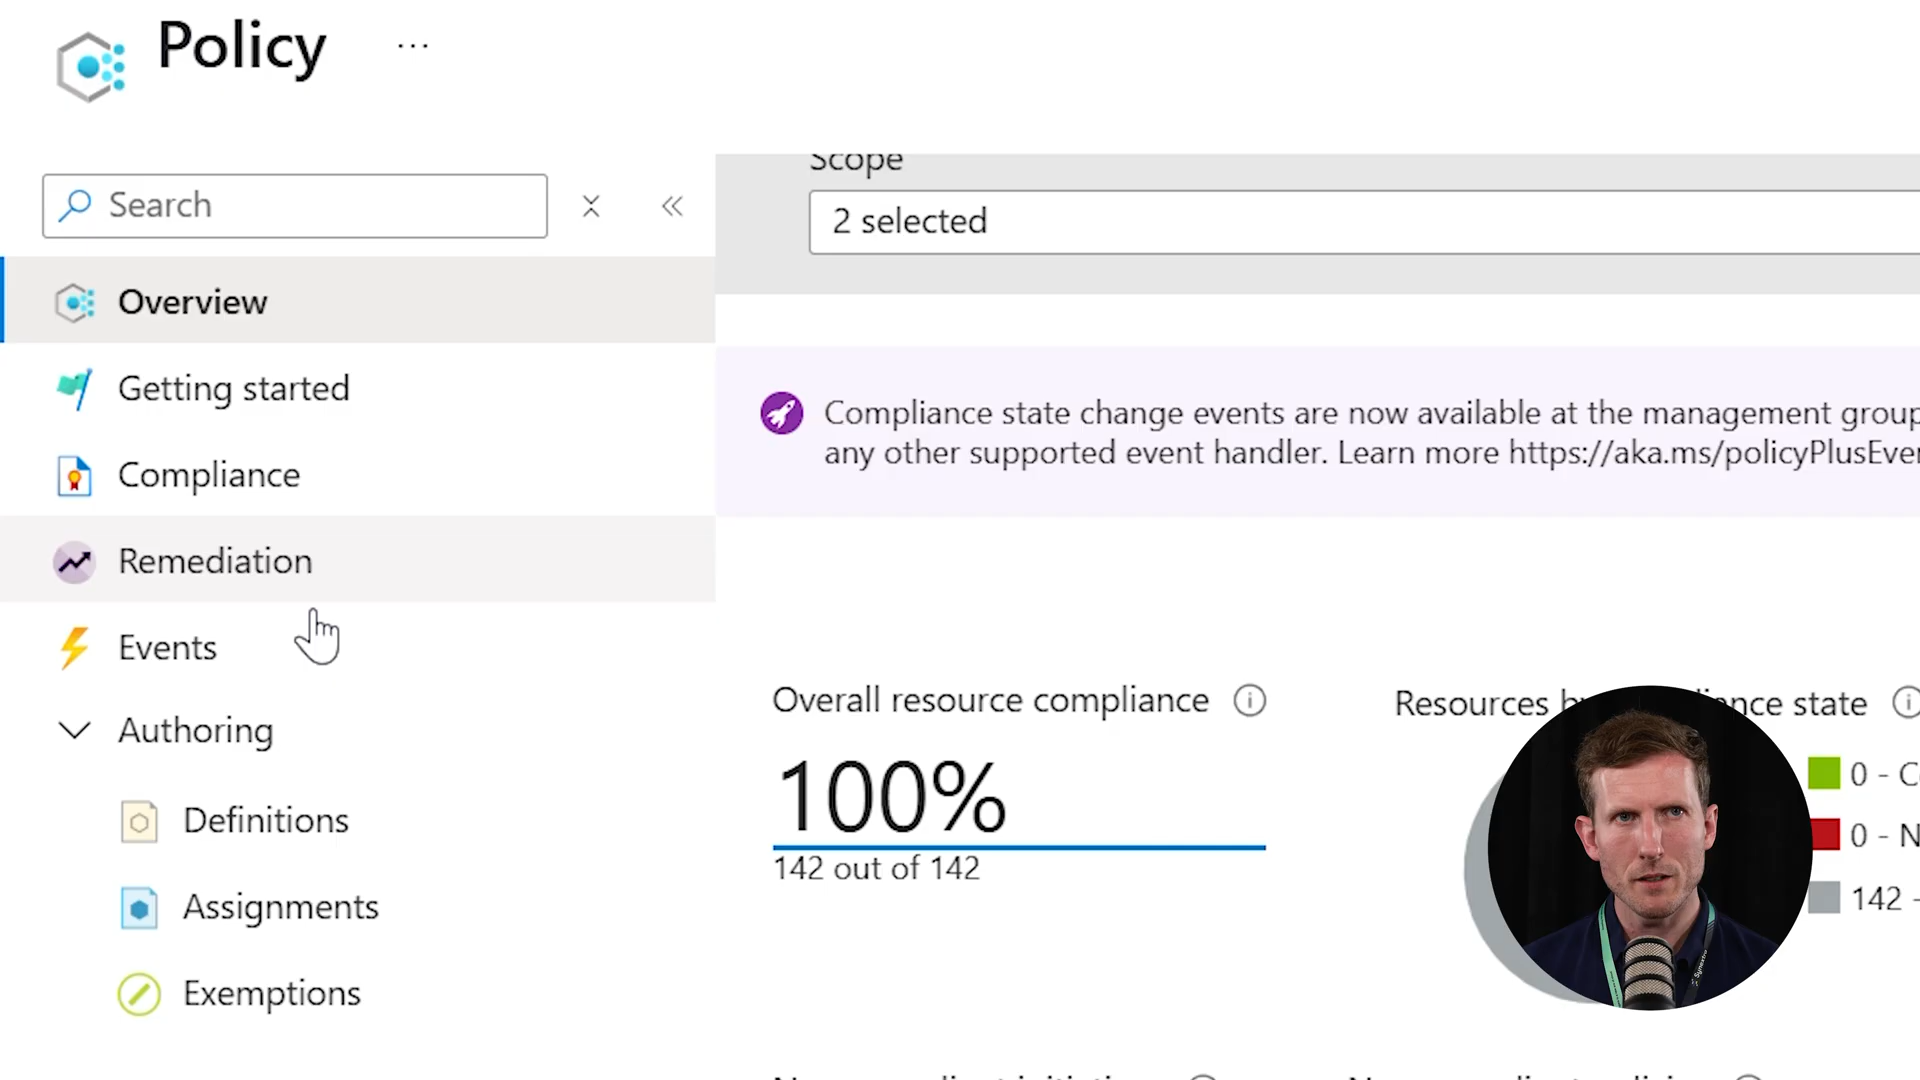 Policy
...
Search
Scope
2 selected
Overview
Getting started
Compliance
Remediation
Events
Authoring
Definitions
Assignments
Exemptions
Compliance state change events are now available at the management group
any other supported event handler. Learn more https://aka.ms/policyPlusEve
Overall resource compliance
100%
142 out of 142
Resources b nce state
0 - C
0 - N
142 -
Synextra